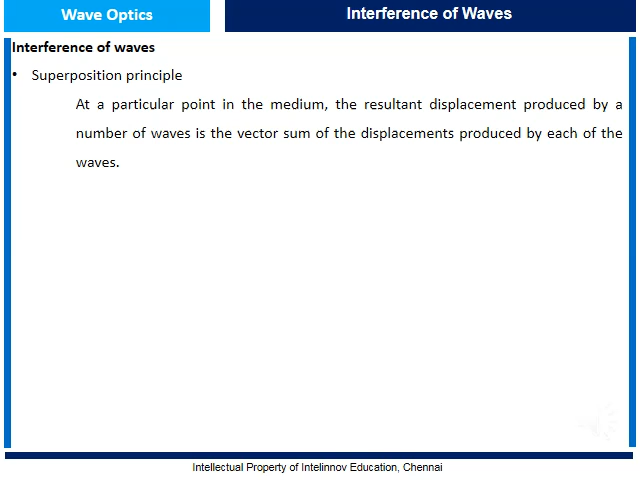 Wave Optics
Interference of Waves
Interference of waves
• Superposition principle
At a particular point in the medium, the resultant displacement produced by a
number of waves is the vector sum of the displacements produced by each of the
waves.
Intellectual Property of Intelinnov Education, Chennai